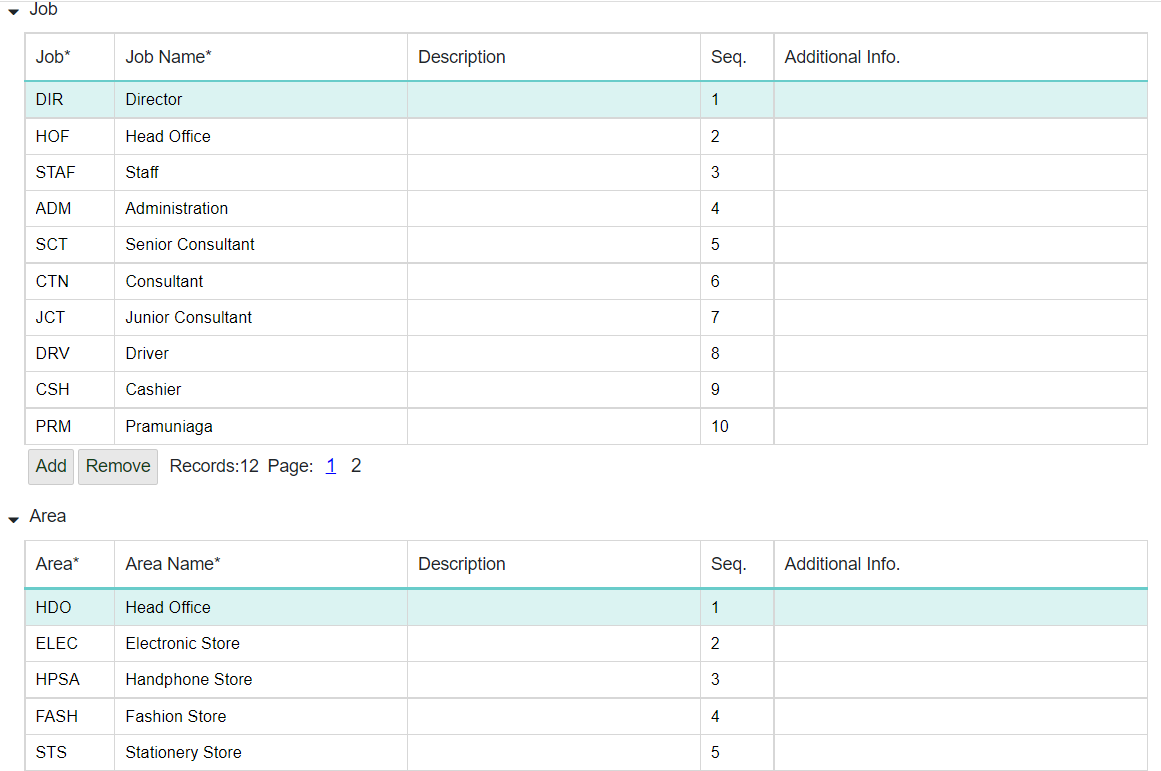 Job
Job* Job Name* Description Seq. Additional Info.
DIR Director 1
HOF Head Office 2
STAF Staff 3
ADM Administration 4
SCT Senior Consultant 5
CTN Consultant 6
JCT Junior Consultant 7
DRV Driver 8
CSH Cashier 9
PRM Pramuniaga 10
Add Remove Records:12 Page: 1 2
Area
Area* Area Name* Description Seq. Additional Info.
HDO Head Office 1
ELEC Electronic Store 2
HPSA Handphone Store 3
FASH Fashion Store 4
STS Stationery Store 5